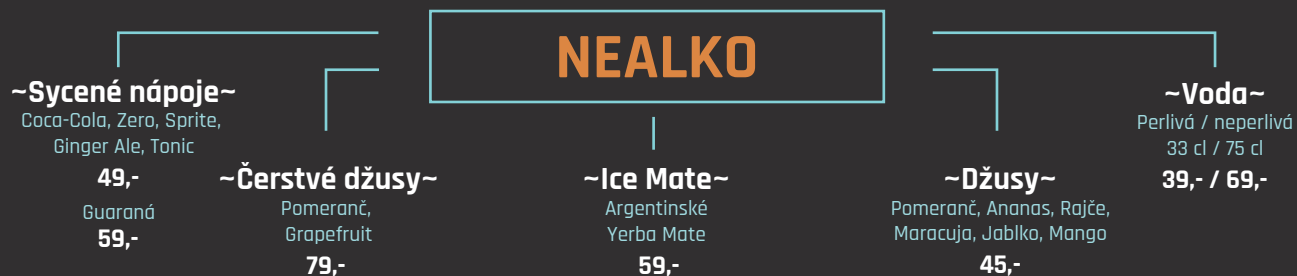 NEALKO
~Sycené nápoje~
Coca-Cola, Zero, Sprite,
Ginger Ale, Tonic
49,-
Guaraná
59,-
~Čerstvé džusy~
Pomeranč,
Grapefruit
79,-
~Ice Mate~
Argentinské
Yerba Mate
59,-
~Džusy~
Pomeranč, Ananas, Rajče,
Maracuja, Jablko, Mango
45,-
~Voda~
Perlivá / neperlivá
33 cl / 75 cl
39,- / 69,-